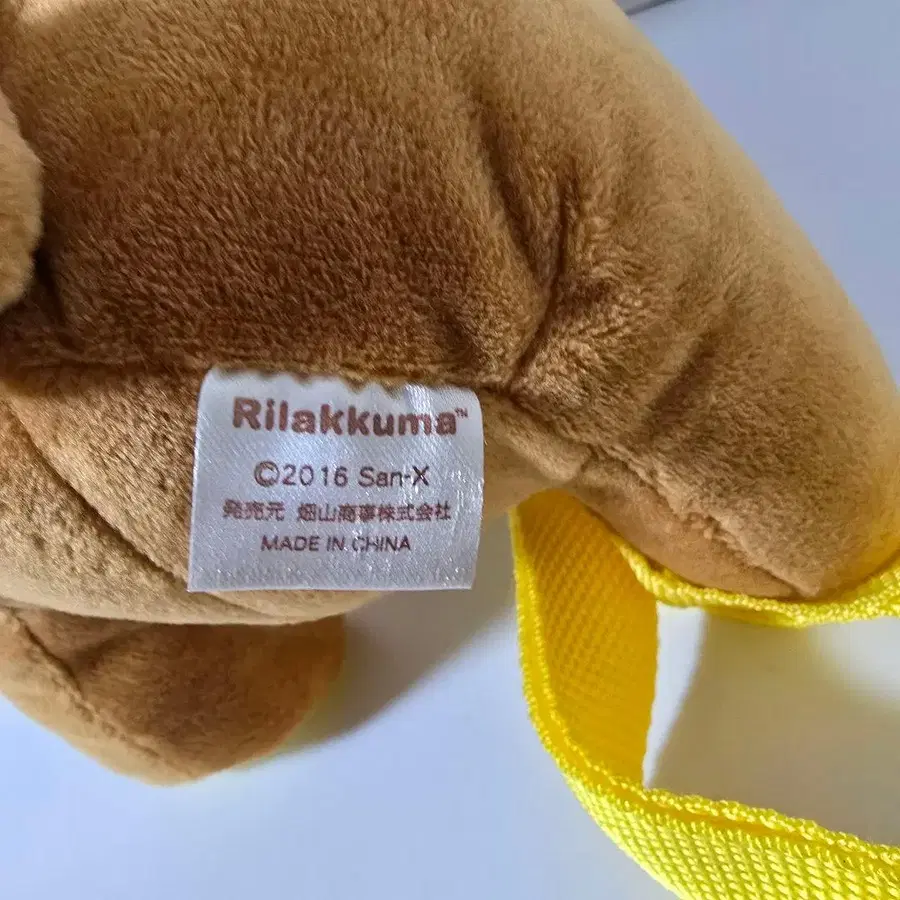 Rilakkuma™
©2016 San-X
発売元 畑山商事株式会社
MADE IN CHINA